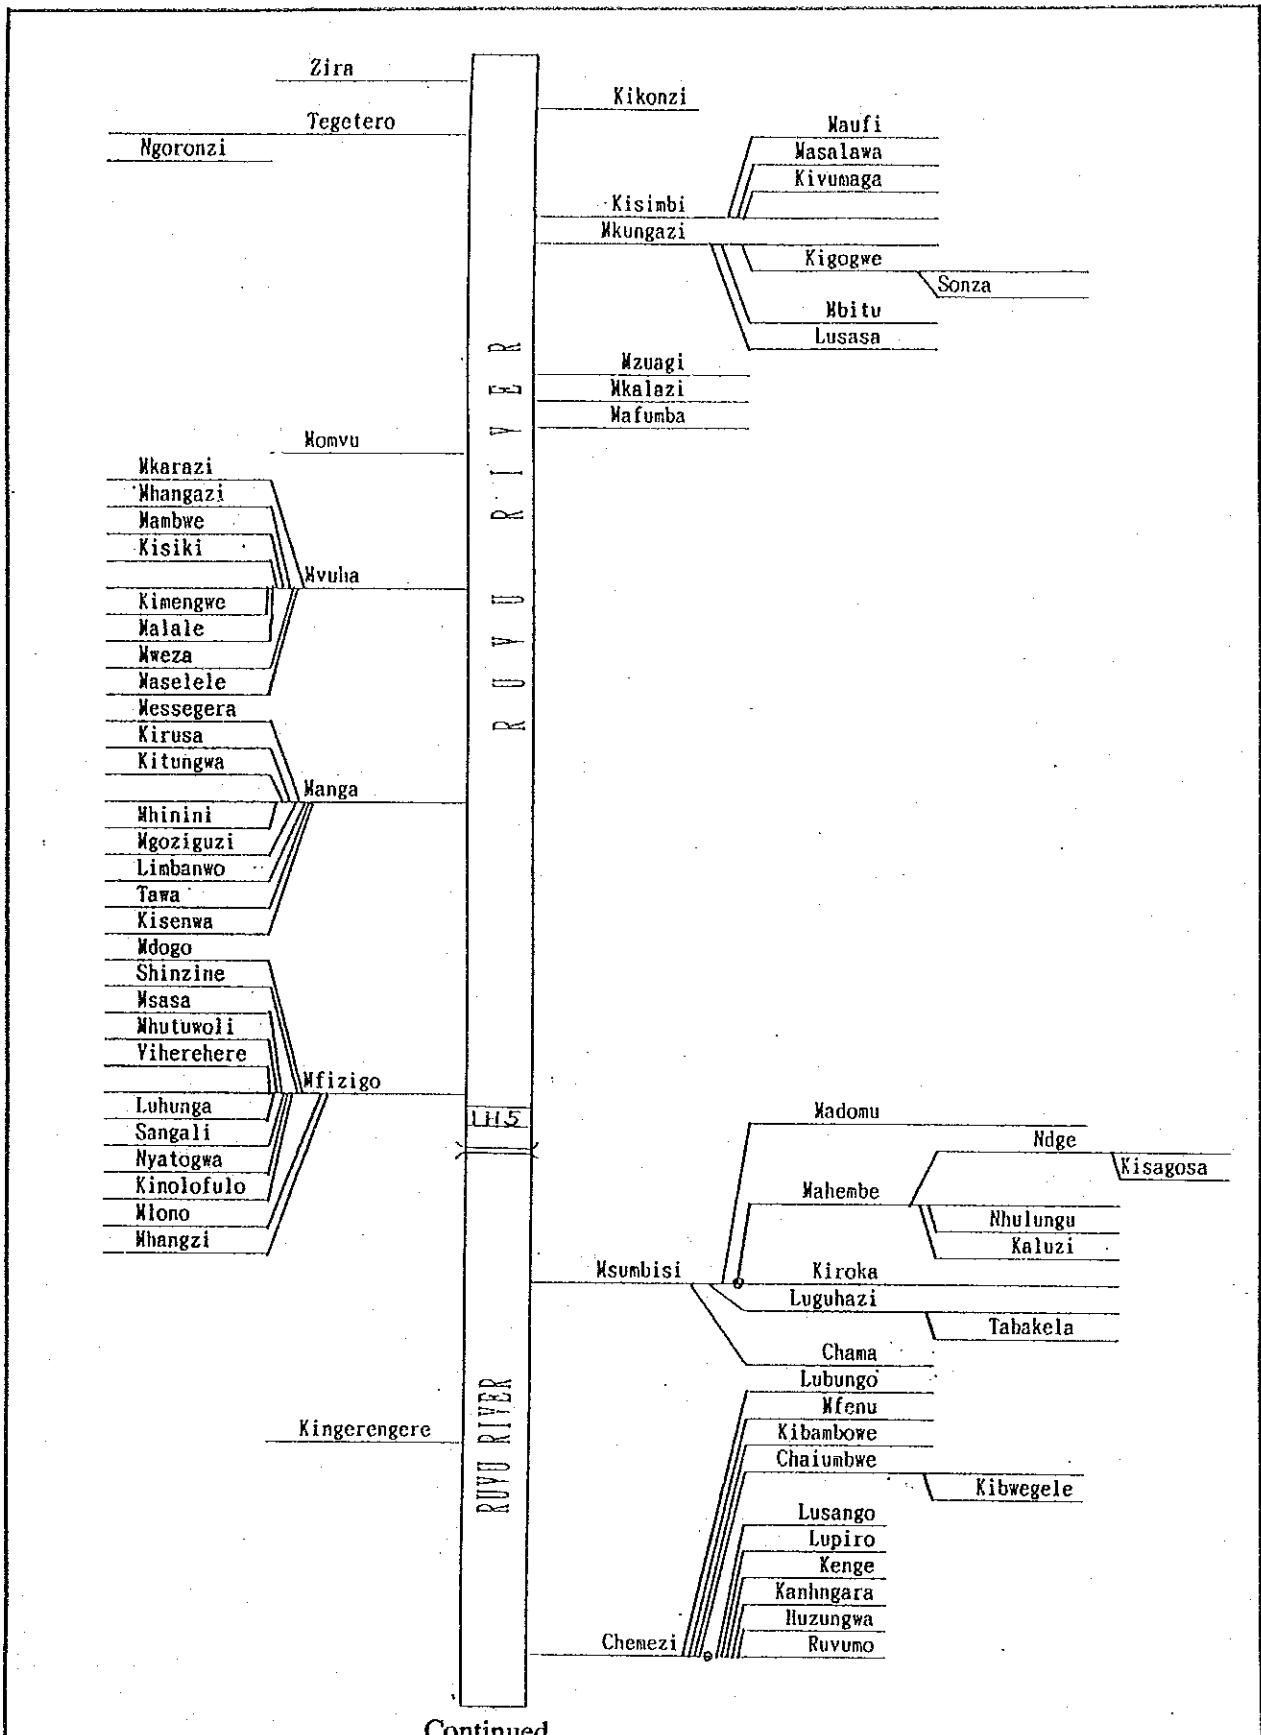 Zira
Kikonzi
Tegetero
Ngoronzi
Maufi
Masalawa
Kivumaga
Kisimbi
Mkungazi
Kigogwe
Sonza
Mbitu
Lusasa
Mzuagi
Mkalazi
Mafumba
RUVU RIVER
Momvu
Mkarazi
Mhangazi
Mambwe
Kisiki
Mvuha
Kimengwe
Malale
Mweza
Maselele
Messegera
Kirusa
Kitungwa
Manga
Mhinini
Mgoziguzi
Limbanwo
Tawa
Kisenwa
Mdogo
Shinzine
Msasa
Mhutuwoli
Viherehere
Mfizigo
Luhunga
Sangali
Nyatogwa
Kinolofulo
Mlono
Mhangzi
1H5
Madomu
Ndge
Kisagosa
Mahembe
Nhulungu
Kaluzi
Msumbisi
Kiroka
Luguhazi
Tabakela
Chama
Lubungo
Mfenu
Kibambowe
Chaiumbwe
Kibwegele
Kingerengere
RUVU RIVER
Lusango
Lupiro
Kenge
Kanhngara
Huzungwa
Chemezi
Ruvumo
Continued